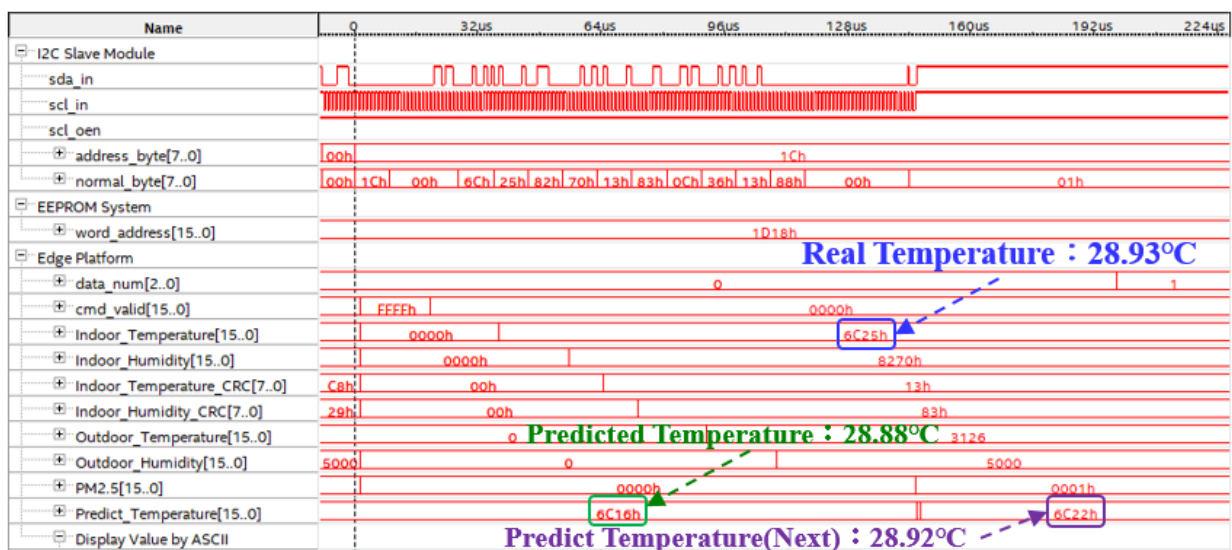 Name 0 32us 64us 96us 128us 160us 192us 224us
I2C Slave Module
sda_in
scl_in
scl_oen
address_byte[7..0] 00h 1Ch
normal_byte[7..0] 00h 1Ch 00h 6Ch 25h 82h 70h 13h 83h 0Ch 36h 13h 88h 00h 01h
EEPROM System
word_address[15..0] 1D18h
Edge Platform Real Temperature：28.93℃
data_num[2..0] 0 1
cmd_valid[15..0] FFFFh 0000h
Indoor_Temperature[15..0] 0000h 6C25h
Indoor_Humidity[15..0] 0000h 8270h
Indoor_Temperature_CRC[7..0] C8h 00h 13h
Indoor_Humidity_CRC[7..0] 29h 00h 83h
Outdoor_Temperature[15..0] 0 Predicted Temperature：28.88℃ 3126
Outdoor_Humidity[15..0] 5000 0 5000
PM2.5[15..0] 0000h 0001h
Predict_Temperature[15..0] 6C16h 6C22h
Display Value by ASCII Predict Temperature(Next)：28.92℃